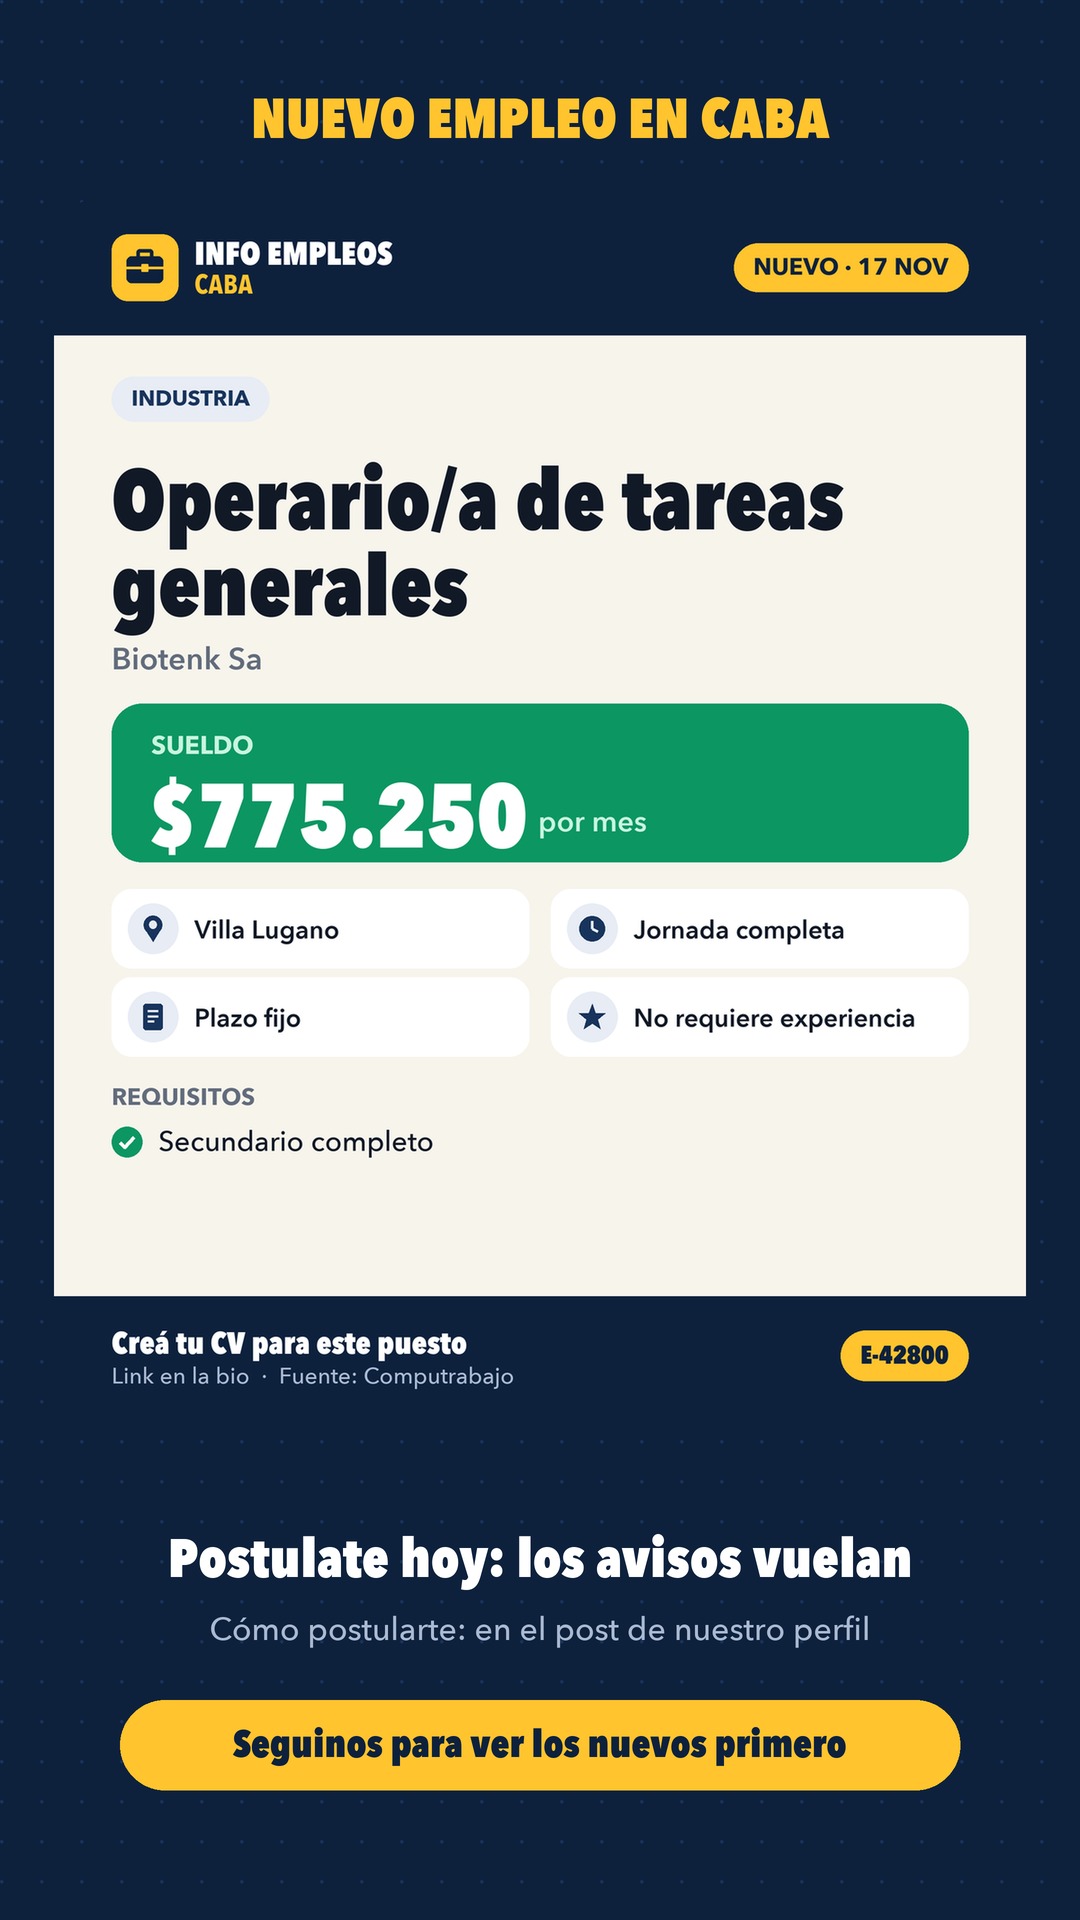 NUEVO EMPLEO EN CABA
INFO EMPLEOS
CABA
NUEVO · 17 NOV
INDUSTRIA
Operario/a de tareas
generales
Biotenk Sa
SUELDO
$775.250 por mes
Villa Lugano
Jornada completa
Plazo fijo
No requiere experiencia
REQUISITOS
Secundario completo
Creá tu CV para este puesto
Link en la bio · Fuente: Computrabajo
E-42800
Postulate hoy: los avisos vuelan
Cómo postularte: en el post de nuestro perfil
Seguinos para ver los nuevos primero